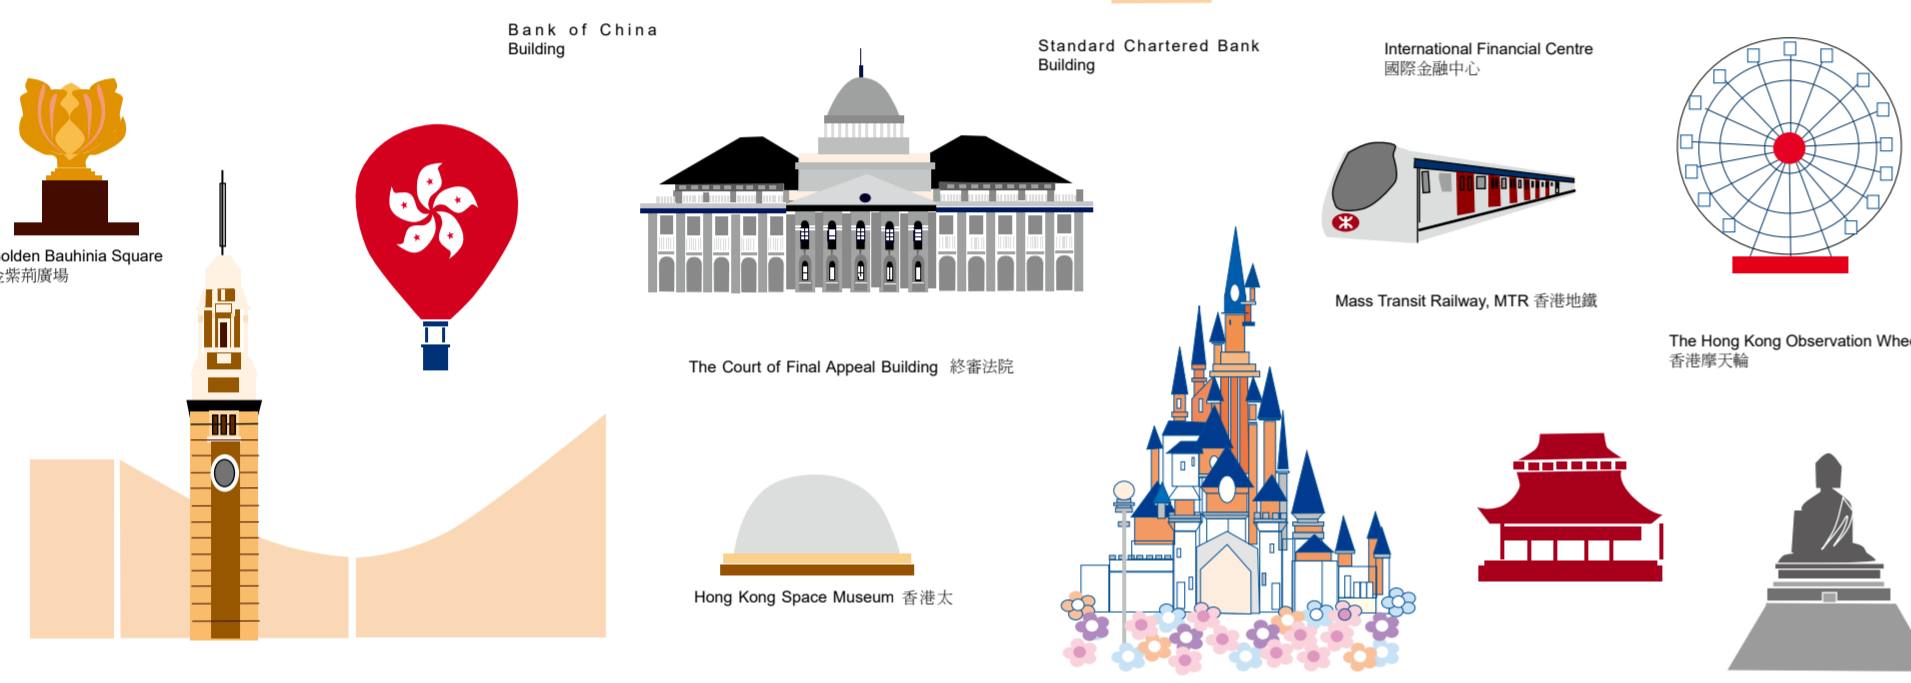 Bank of China
Building
Standard Chartered Bank
Building
International Financial Centre
國際金融中心
olden Bauhinia Square
紫荊廣場
Mass Transit Railway, MTR 香港地鐵
The Hong Kong Observation Whe
香港摩天輪
The Court of Final Appeal Building 終審法院
Hong Kong Space Museum 香港太